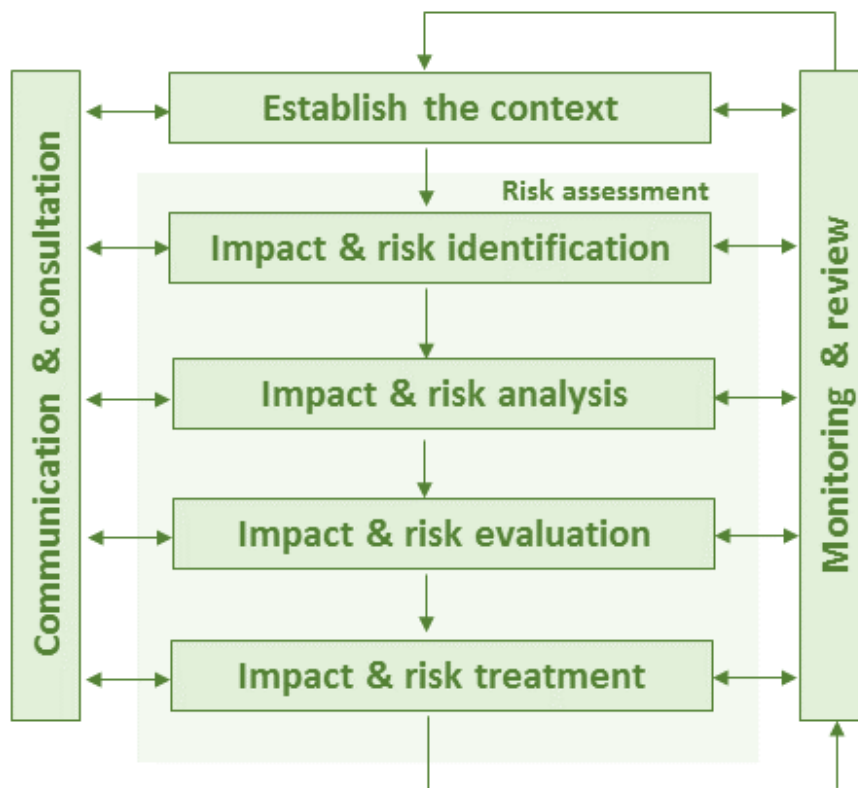 Establish the context
Risk assessment
Impact & risk identification
Impact & risk analysis
Impact & risk evaluation
Impact & risk treatment
Communication & consultation
Monitoring & review